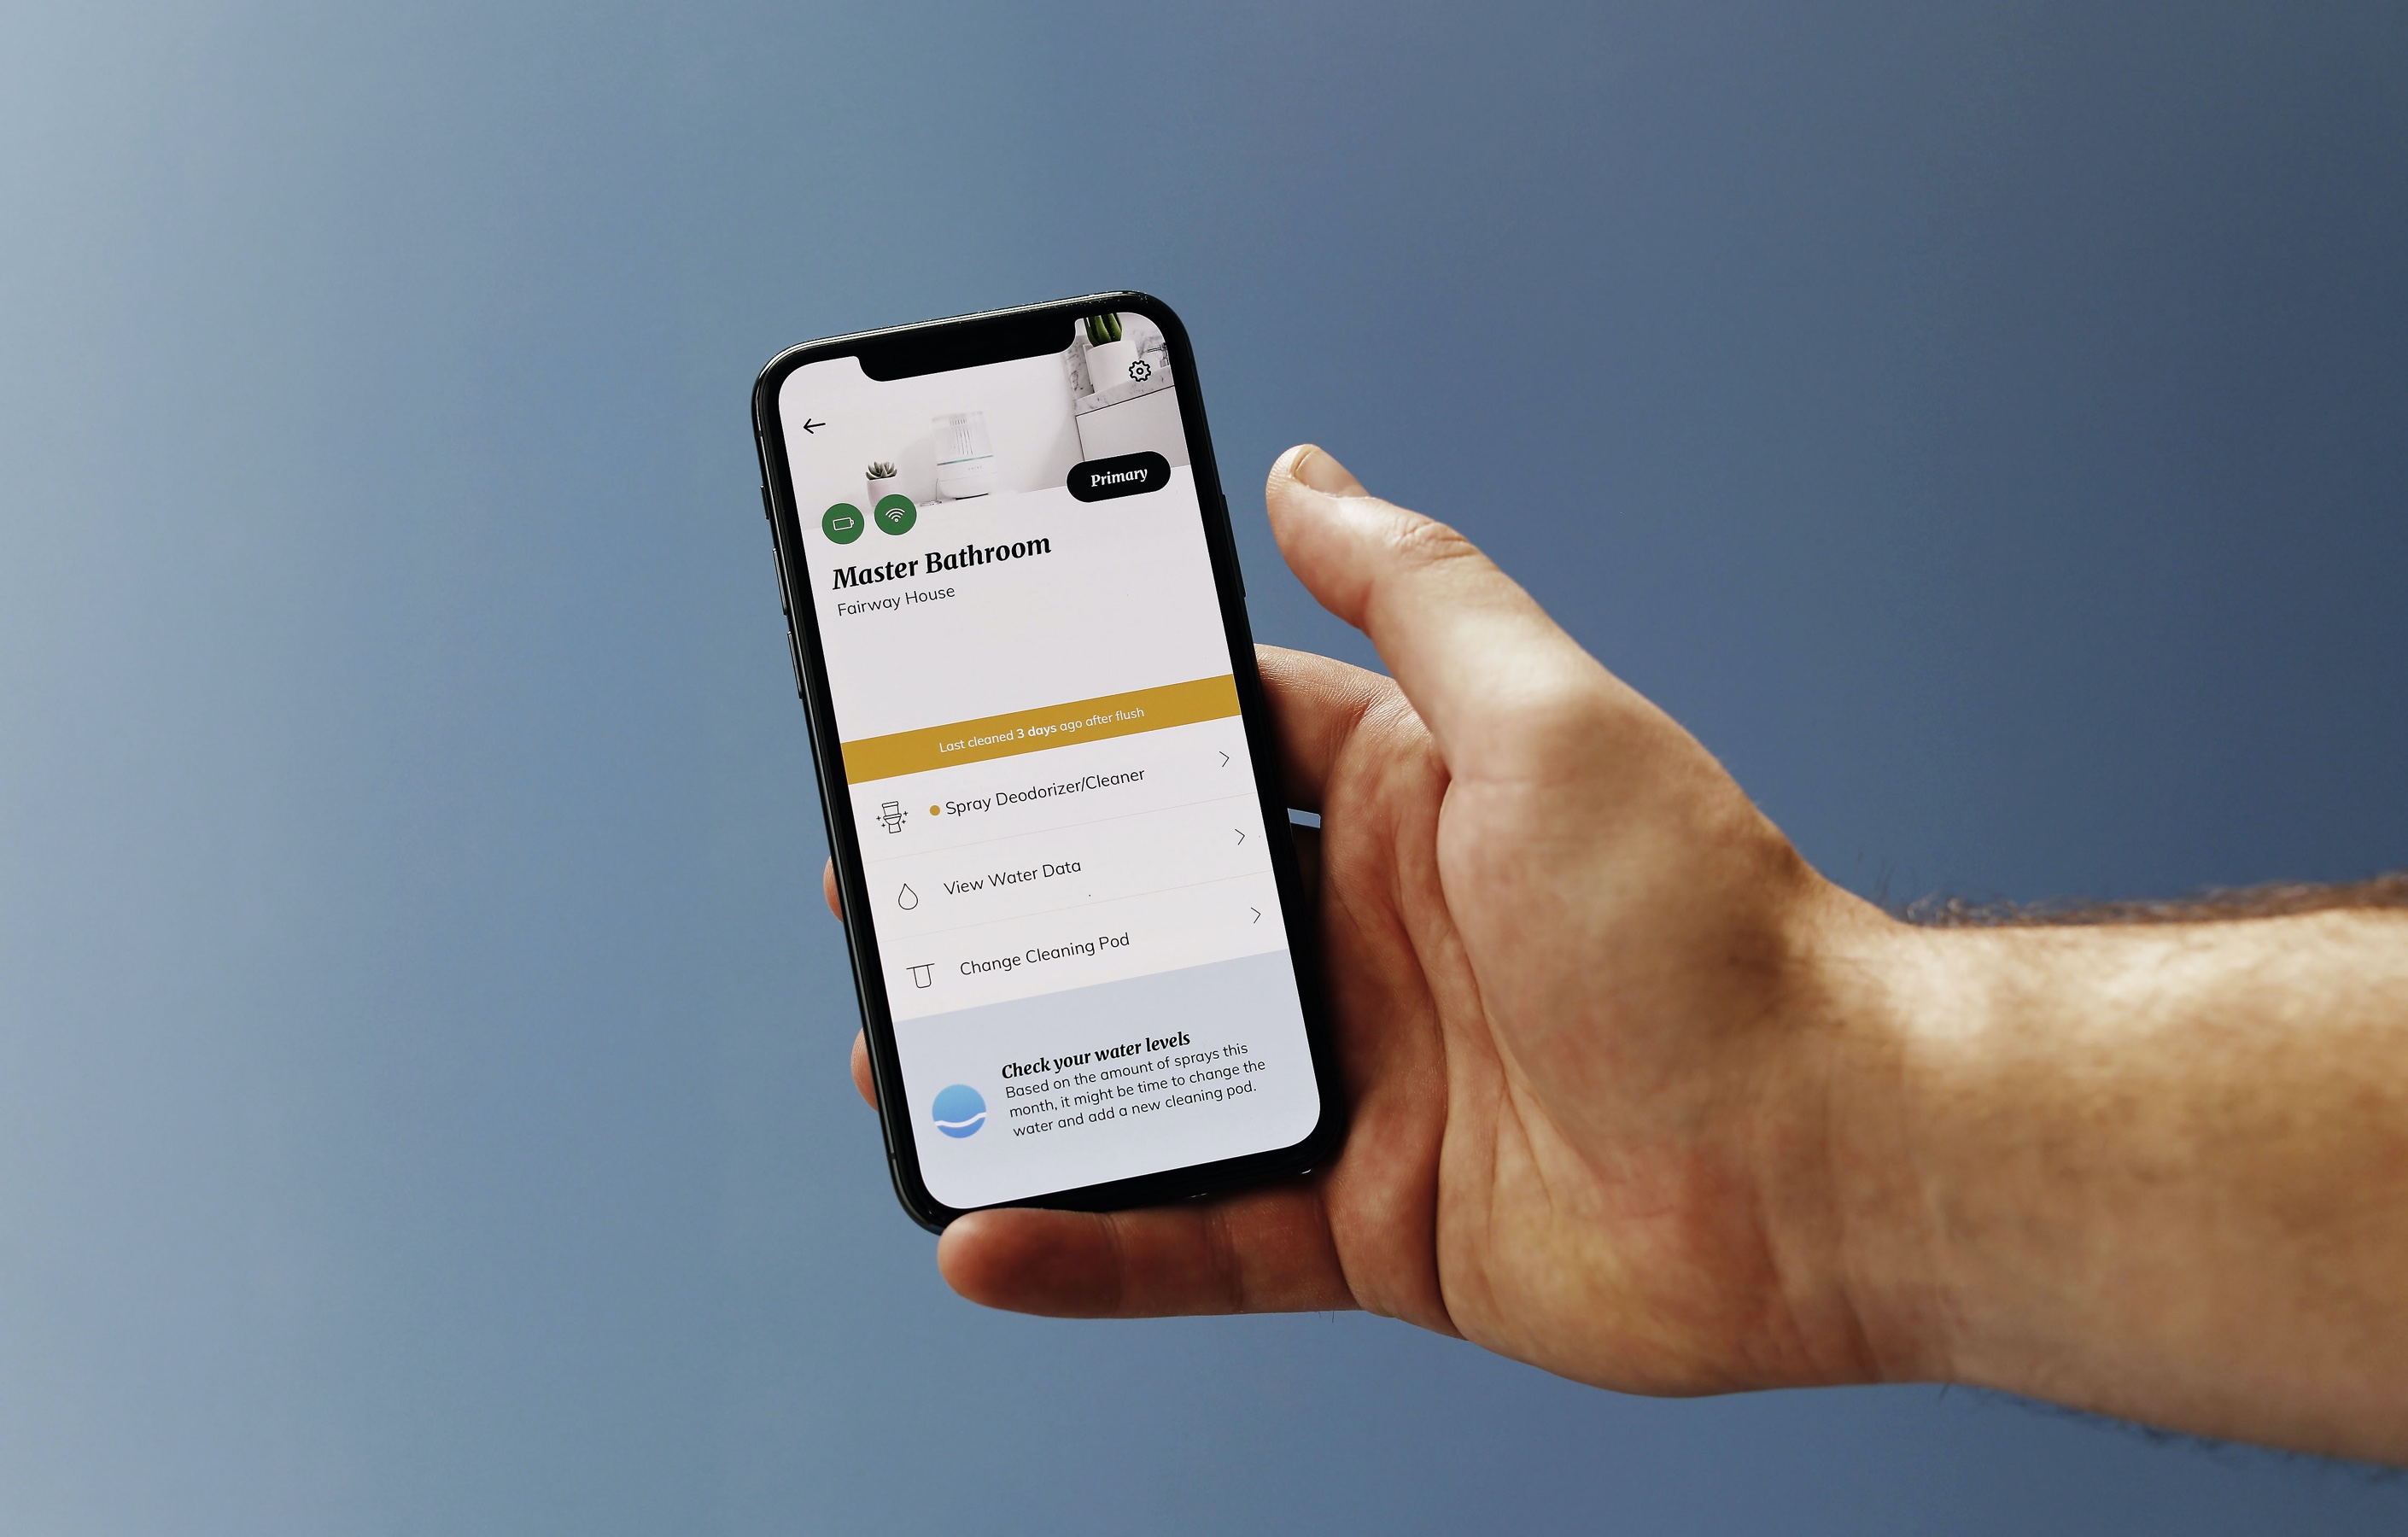 Primary
Master Bathroom
Fairway House
Last cleaned 3 days ago after flush
Spray Deodorizer/Cleaner
View Water Data
Change Cleaning Pod
Check your water levels
Based on the amount of sprays this
month, it might be time to change the
water and add a new cleaning pod.